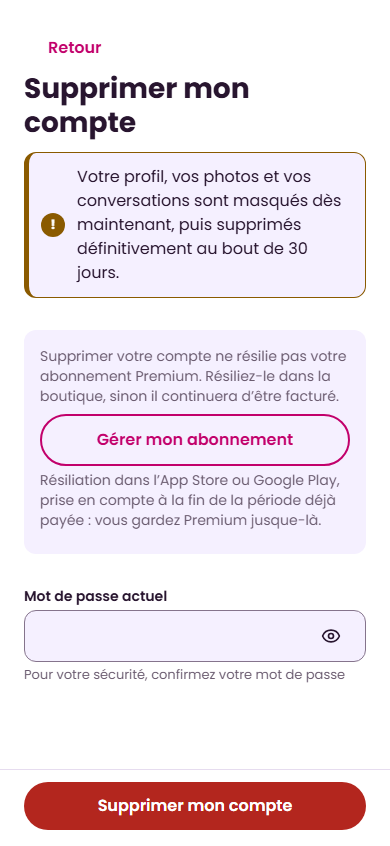 Retour
Supprimer mon
compte
Votre profil, vos photos et vos
conversations sont masqués dès
maintenant, puis supprimés
définitivement au bout de 30
jours.
Supprimer votre compte ne résilie pas votre
abonnement Premium. Résiliez-le dans la
boutique, sinon il continuera d’être facturé.
Gérer mon abonnement
Résiliation dans l’App Store ou Google Play,
prise en compte à la fin de la période déjà
payée : vous gardez Premium jusque-là.
Mot de passe actuel
Pour votre sécurité, confirmez votre mot de passe
Supprimer mon compte